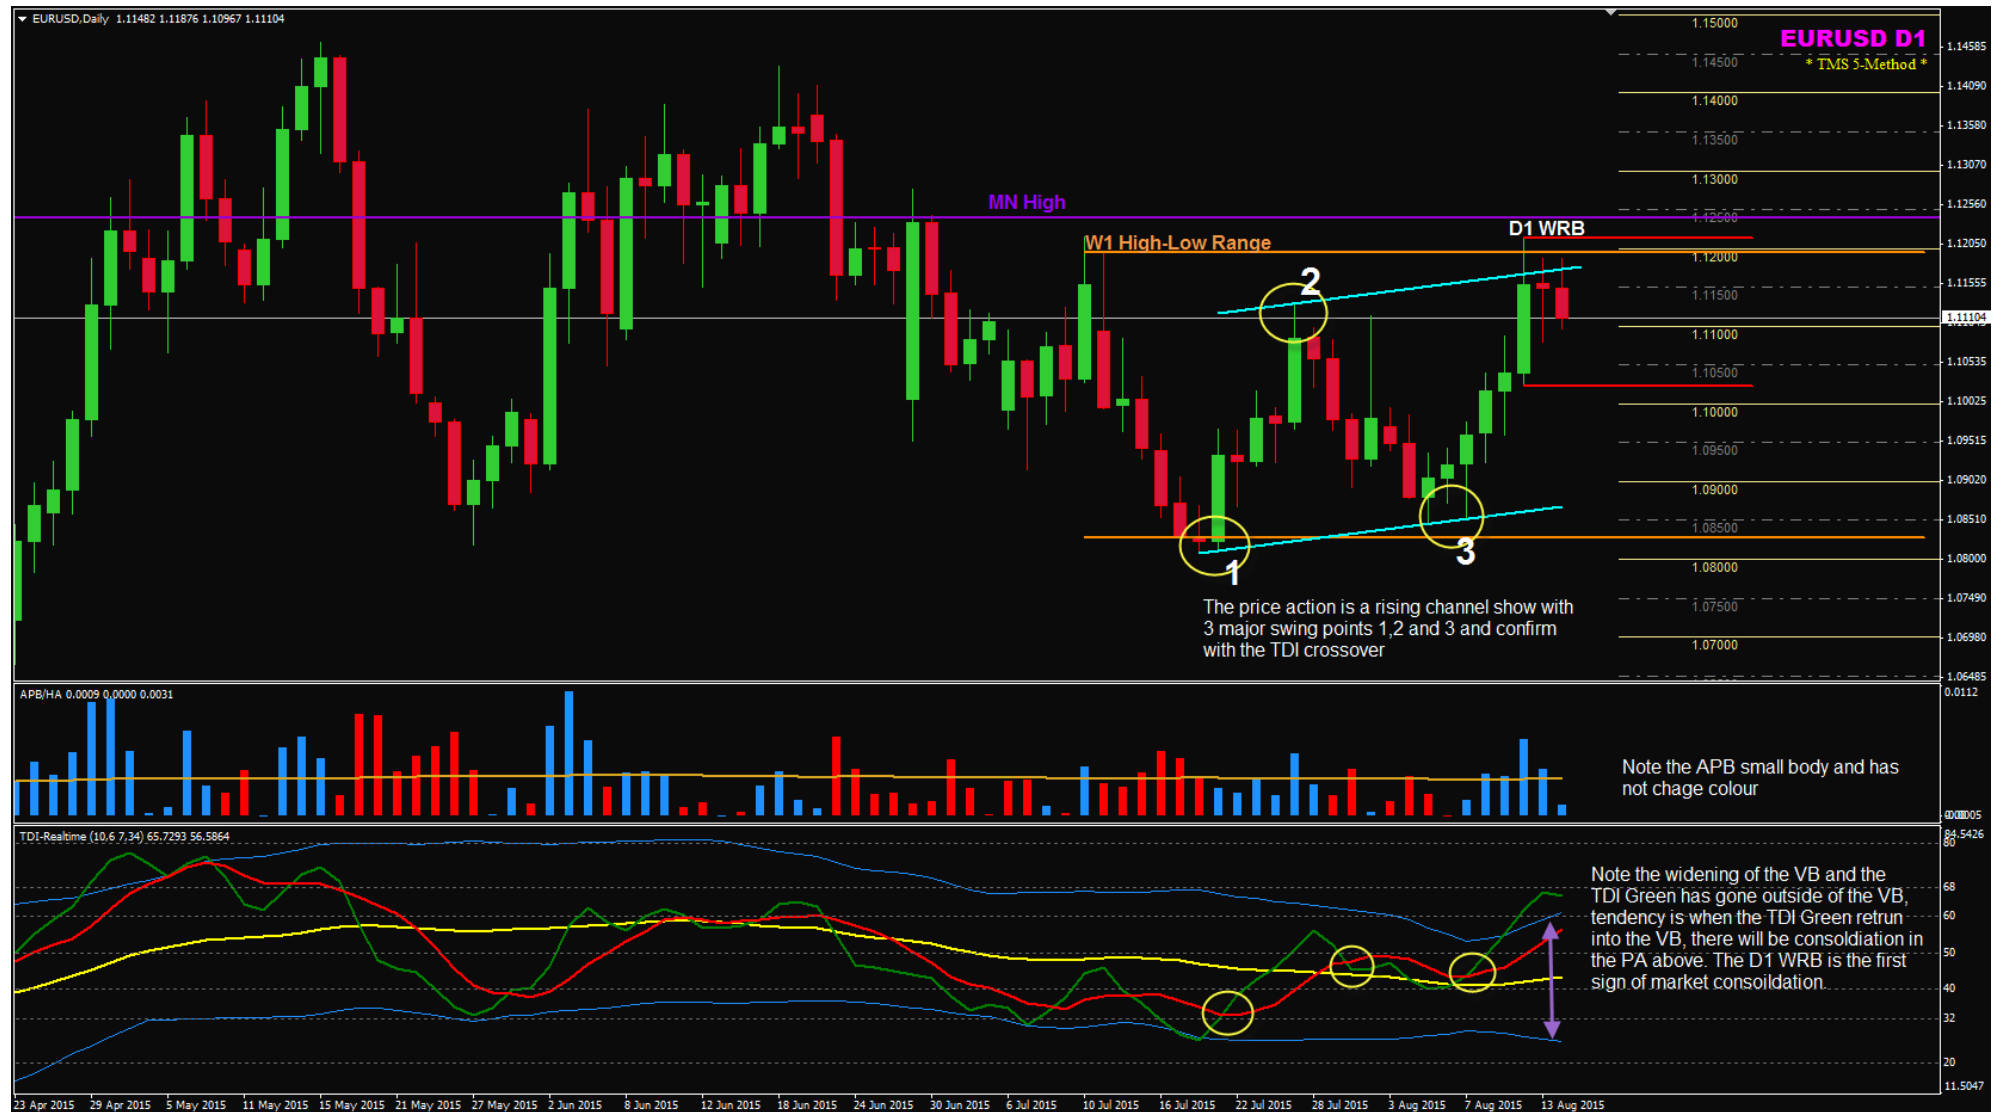 EURUSD,Daily 1.11482 1.11876 1.10967 1.11104
EURUSD D1
* TMS 5-Method *
1.15000
1.14500
1.14000
1.13500
1.13000
1.12500
1.12000
1.11500
1.11000
1.10500
1.10000
1.09500
1.09000
1.08500
1.08000
1.07500
1.07000
1.14585
1.14090
1.13580
1.13070
1.12560
1.12050
1.11555
1.11104
1.10535
1.10025
1.09515
1.09020
1.08510
1.08000
1.07490
1.06980
1.06485
MN High
W1 High-Low Range
D1 WRB
2
1
3
The price action is a rising channel show with
3 major swing points 1,2 and 3 and confirm
with the TDI crossover
APB/HA 0.0009 0.0000 0.0031
0.0112
Note the APB small body and has
not chage colour
TDI-Realtime (10,6 7,34) 65.7293 56.5864
84.5426
80
68
60
50
40
32
20
11.5047
Note the widening of the VB and the
TDI Green has gone outside of the VB,
tendency is when the TDI Green retrun
into the VB, there will be consoldiation in
the PA above. The D1 WRB is the first
sign of market consoildation.
23 Apr 2015 29 Apr 2015 5 May 2015 11 May 2015 15 May 2015 21 May 2015 27 May 2015 2 Jun 2015 8 Jun 2015 12 Jun 2015 18 Jun 2015 24 Jun 2015 30 Jun 2015 6 Jul 2015 10 Jul 2015 16 Jul 2015 22 Jul 2015 28 Jul 2015 3 Aug 2015 7 Aug 2015 13 Aug 2015